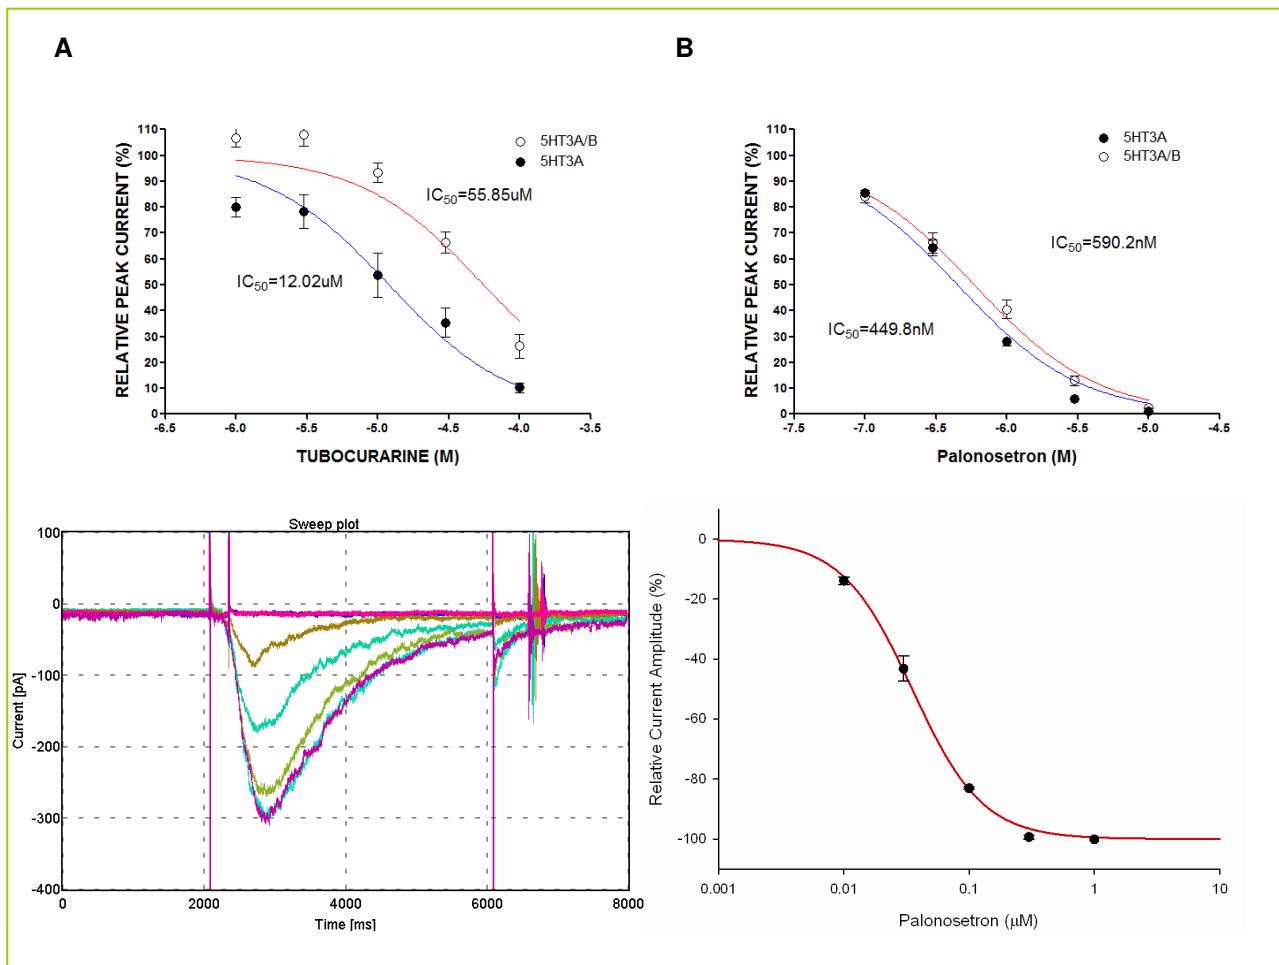 A
B
110
100
90
80
70
60
50
40
30
20
10
0
RELATIVE PEAK CURRENT (%)
5HT3A/B
5HT3A
IC50=55.85uM
IC50=12.02uM
-6.5 -6.0 -5.5 -5.0 -4.5 -4.0 -3.5
TUBOCURARINE (M)
110
100
90
80
70
60
50
40
30
20
10
0
RELATIVE PEAK CURRENT (%)
5HT3A
5HT3A/B
IC50=590.2nM
IC50=449.8nM
-7.5 -7.0 -6.5 -6.0 -5.5 -5.0 -4.5
Palonosetron (M)
Sweep plot
100
0
-100
-200
-300
-400
Current [pA]
0 2000 4000 6000 8000
Time [ms]
0
-20
-40
-60
-80
-100
Relative Current Amplitude (%)
0.001 0.01 0.1 1 10
Palonosetron (μM)